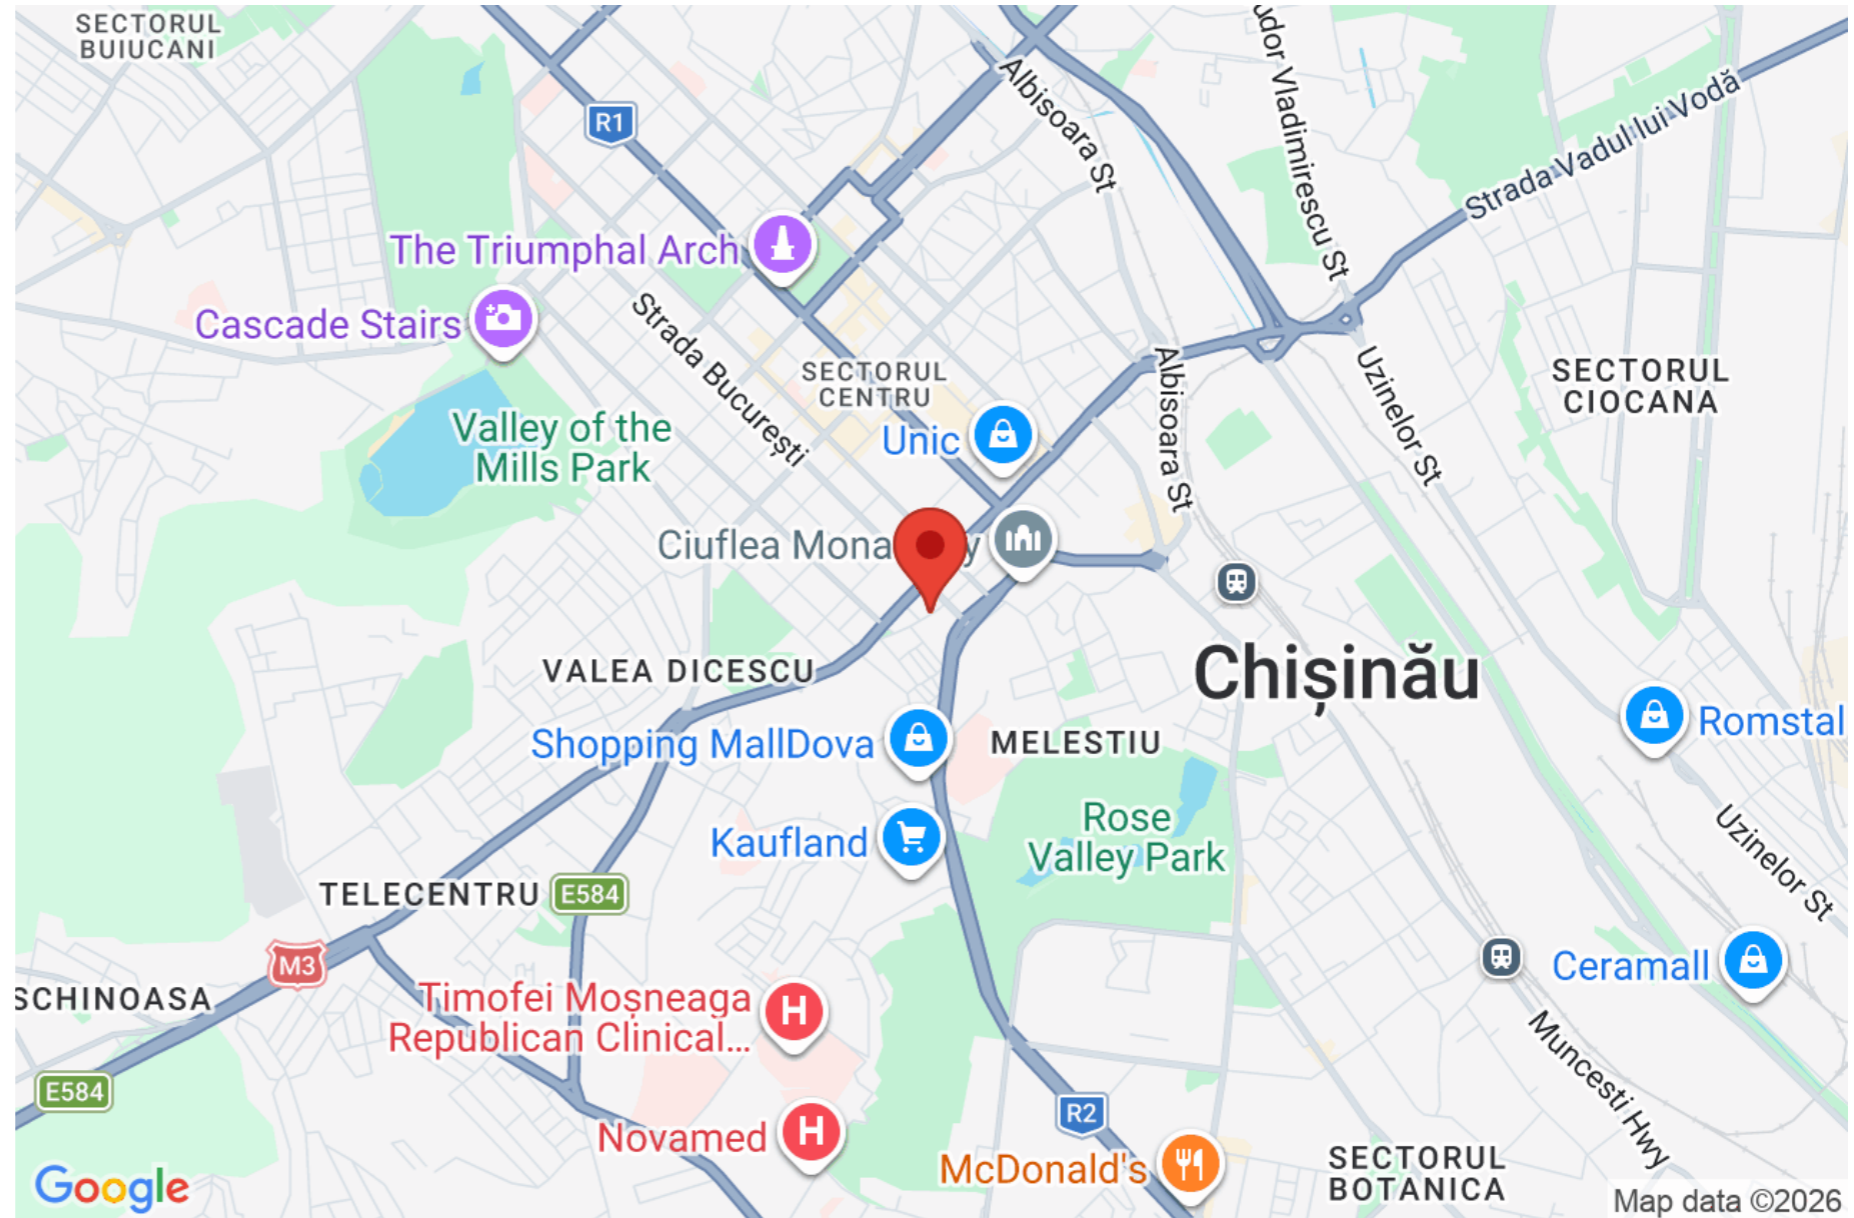 SECTORUL
BUIUCANI
R1
Albisoara St
Strada Vadul lui Vodă
The Triumphal Arch
Cascade Stairs
Strada București
SECTORUL
CENTRU
Albisoara St
Uzinelor St
SECTORUL
CIOCANA
Valley of the
Mills Park
Unic
Ciuflea Mona
y
VALEA DICESCU
Chișinău
Shopping MallDova
MELESTIU
Romstal
Kaufland
Rose
Valley Park
Uzinelor St
TELECENTRU
E584
M3
SCHINOASA
Ceramall
Timofei Moșneaga
Republican Clinical...
H
Muncesti Hwy
E584
R2
Novamed
H
McDonald's
SECTORUL
BOTANICA
Google
Map data ©2026
udor Vladimirescu St